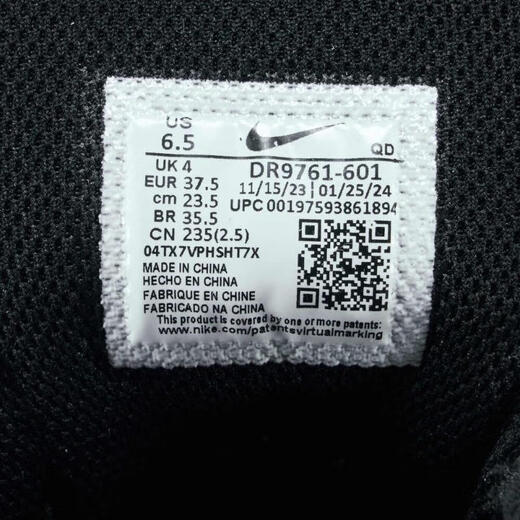 US
6.5
QD
UK 4
EUR 37.5
cm 23.5
BR 35.5
CN 235(2.5)
DR9761-601
11/15/23 | 01/25/24
UPC 00197593861894
04TX7VPHSHT7X
MADE IN CHINA
HECHO EN CHINA
FABRIQUE EN CHINE
FABRICADO NA CHINA
This product is covered by one or more patents:
www.nike.com/patentsvirtualmarking